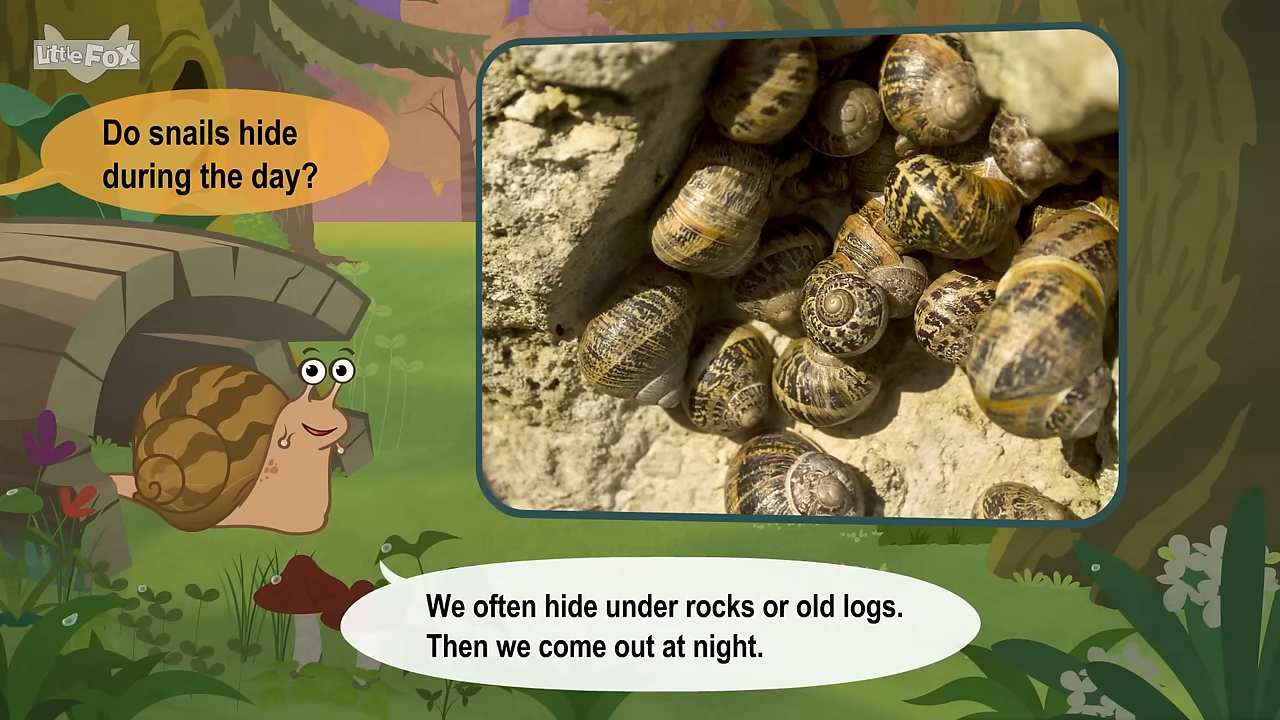 Little Fox
Do snails hide
during the day?
We often hide under rocks or old logs.
Then we come out at night.